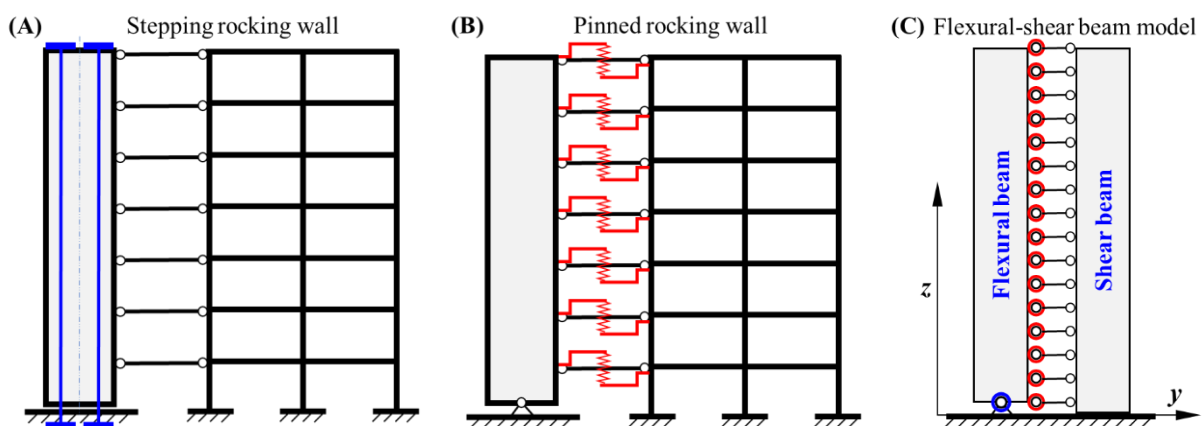 (A) Stepping rocking wall
(B) Pinned rocking wall
(C) Flexural-shear beam model
Flexural beam
Shear beam
z
y